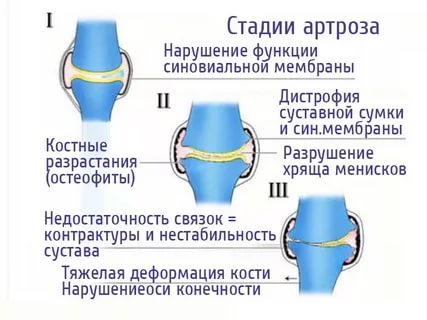 I
Стадии артроза
Нарушение функции
синовиальной мембраны
II
Дистрофия
суставной сумки
и син.мембраны
Костные
разрастания
(остеофиты)
Разрушение
хряща менисков
III
Недостаточность связок =
контрактуры и нестабильность
сустава
Тяжелая деформация кости
Нарушениеоси конечности